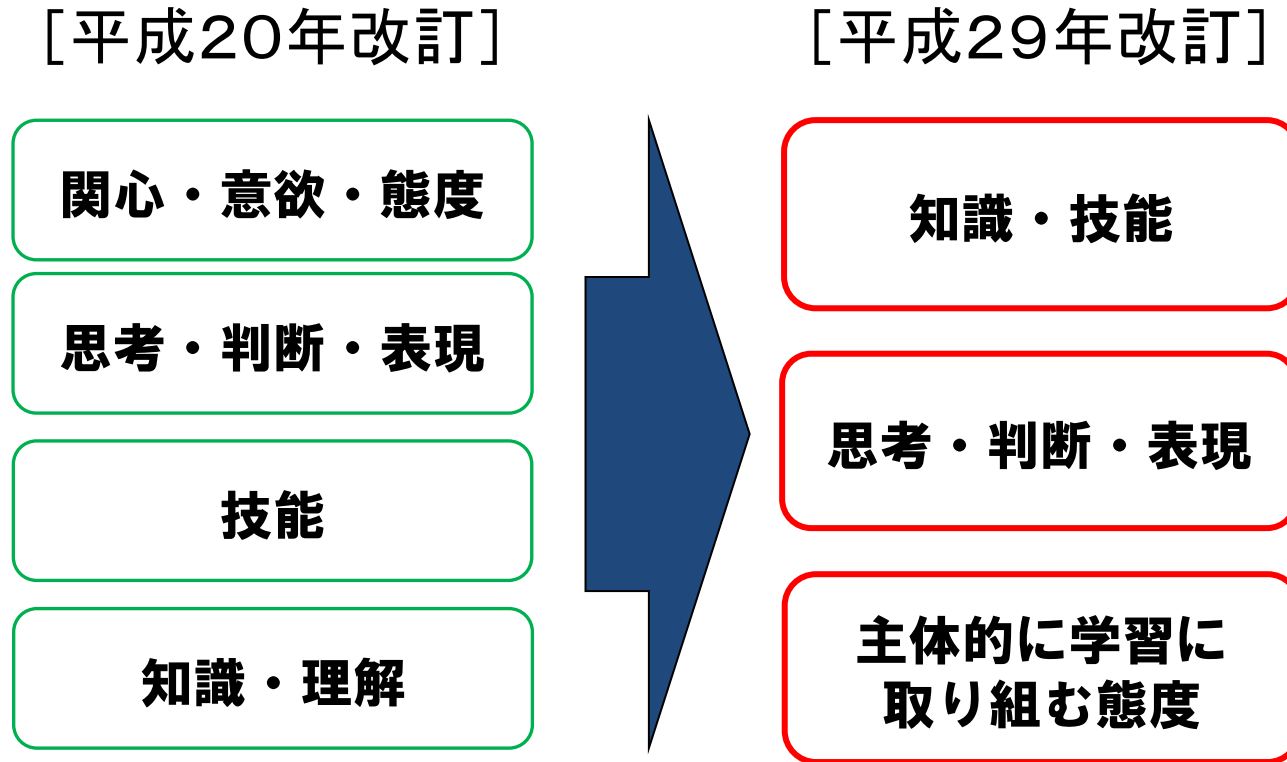 ［平成２０年改訂］
関心・意欲・態度
思考・判断・表現
技能
知識・理解
［平成２９年改訂］
知識・技能
思考・判断・表現
主体的に学習に
取り組む態度